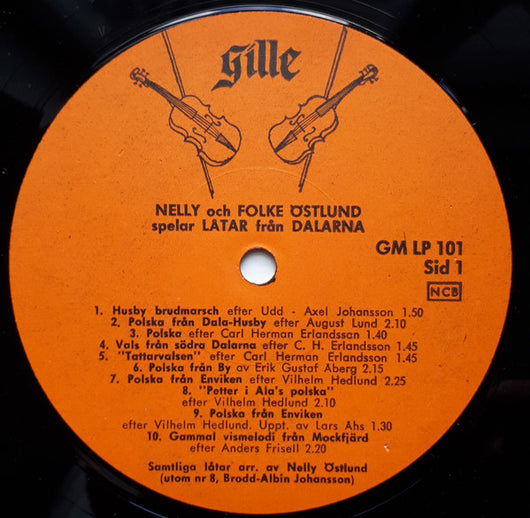 Gille
NELLY och FOLKE ÖSTLUND
spelar LÅTAR från DALARNA
GM LP 101
Sid 1
NCB
1. Husby brudmarsch efter Udd - Axel Johansson 1.50
2. Polska från Dala-Husby efter August Lund 2.10
3. Polska efter Carl Herman Erlandssan 1.40
4. Vals från södra Dalarna efter C. H. Erlandsson 1.45
5. "Tattarvalsen" efter Carl Herman Erlandsson 1.45
6. Polska från By av Erik Gustaf Åberg 2.15
7. Polska från Enviken efter Vilhelm Hedlund 2.25
8. "Petter i Ala's polska"
efter Vilhelm Hedlund 2.10
9. Polska från Enviken
efter Vilhelm Hedlund. Uppt. av Lars Ahs 1.30
10. Gammal vismelodi från Mockfjärd
efter Anders Frisell 2.20
Samtliga låtar arr. av Nelly Östlund
(utom nr 8, Brodd-Albin Johansson)